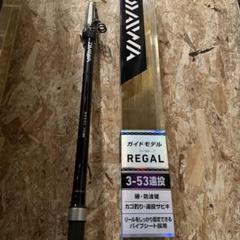 DAIWA
DAIWA
ガイドモデル
REGAL
3-53遠投
磯・防波堤
カゴ釣り・遠投サビキ
リールをしっかり固定できる
パイプシート採用